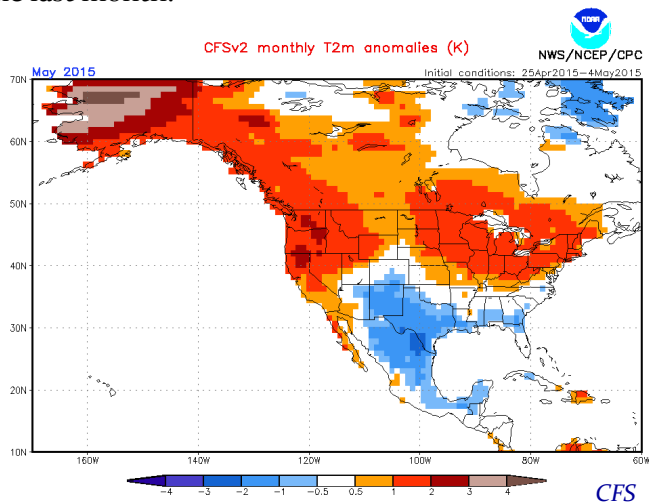 e last month.
NOAA
NWS/NCEP/CPC
CFSv2 monthly T2m anomalies (K)
May 2015
Initial conditions: 25Apr2015-4May2015
70N
60N
50N
40N
30N
20N
10N
160W 140W 120W 100W 80W 60W
-4 -3 -2 -1 -0.5 0.5 1 2 3 4
CFS